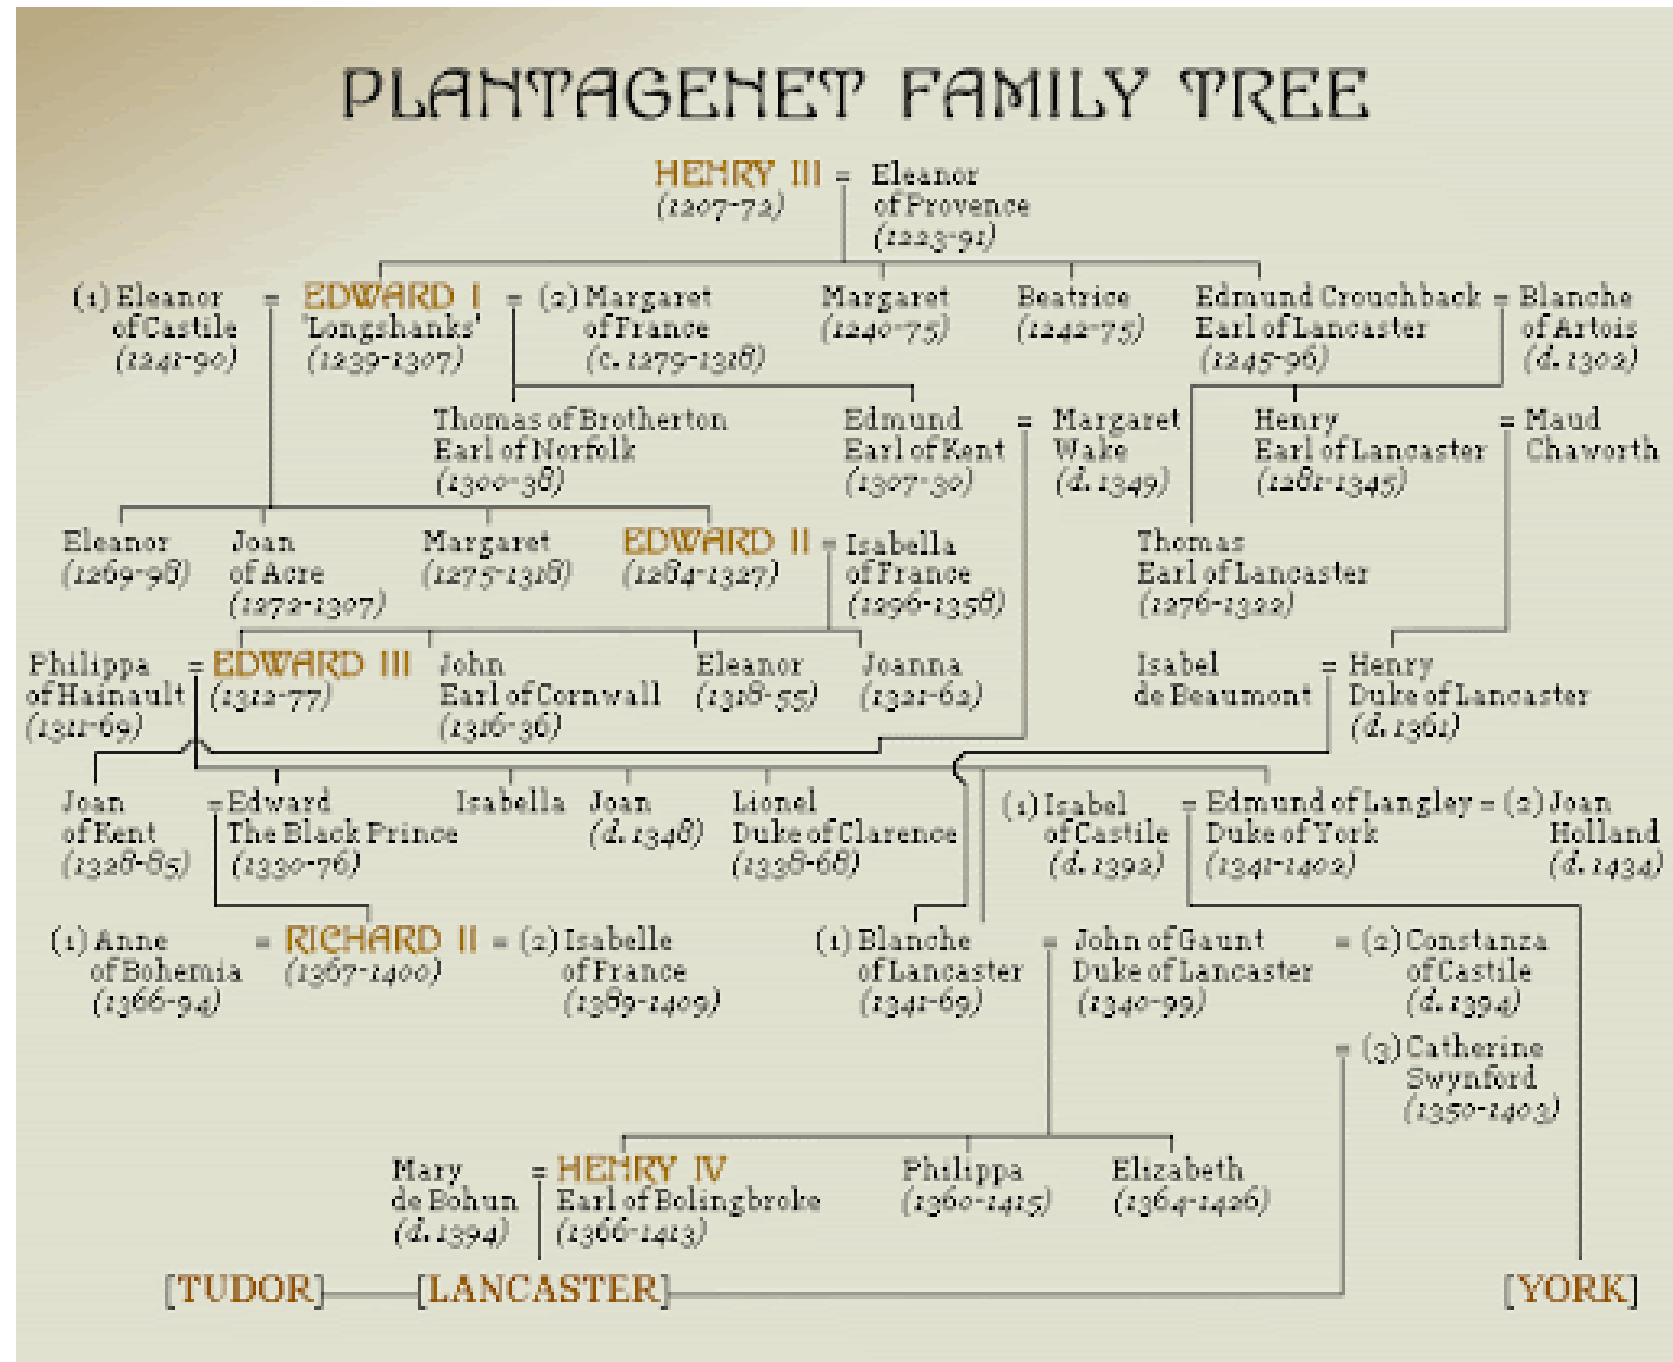 PLANTAGENET FAMILY TREE
HENRY III = Eleanor
(1207-72) of Provence
(1223-91)
(1) Eleanor = EDWARD I = (2) Margaret Margaret Beatrice Edmund Crouchback = Blanche
of Castile 'Longshanks' of France (1240-75) (1242-75) Earl of Lancaster of Artois
(1241-90) (1239-1307) (c. 1279-1318) (1245-96) (d. 1302)
Thomas of Brotherton Edmund = Margaret Henry = Maud
Earl of Norfolk Earl of Kent Wake Earl of Lancaster Chaworth
(1300-38) (1307-30) (d. 1349) (1281-1345)
Eleanor Joan Margaret EDWARD II = Isabella Thomas
(1269-98) of Acre (1275-1318) (1284-1327) of France Earl of Lancaster
(1272-1307) (1296-1358) (1276-1322)
Philippa = EDWARD III John Eleanor Joanna Isabel = Henry
of Hainault (1312-77) Earl of Cornwall (1318-55) (1321-62) de Beaumont Duke of Lancaster
(1311-69) (1316-36) (d. 1361)
Joan = Edward Isabella Joan Lionel (1) Isabel = Edmund of Langley = (2) Joan
of Kent The Black Prince (d. 1348) Duke of Clarence of Castile Duke of York Holland
(1328-85) (1330-76) (1338-68) (d. 1392) (1341-1402) (d. 1434)
(1) Anne = RICHARD II = (2) Isabelle (1) Blanche = John of Gaunt = (2) Constanza
of Bohemia (1367-1400) of France of Lancaster Duke of Lancaster of Castile
(1366-94) (1389-1409) (1341-69) (1340-99) (d. 1394)
= (3) Catherine
Swynford
(1350-1403)
Mary = HENRY IV Philippa Elizabeth
de Bohun Earl of Bolingbroke (1360-1415) (1364-1426)
(d. 1394) (1366-1413)
[TUDOR] [LANCASTER] [YORK]